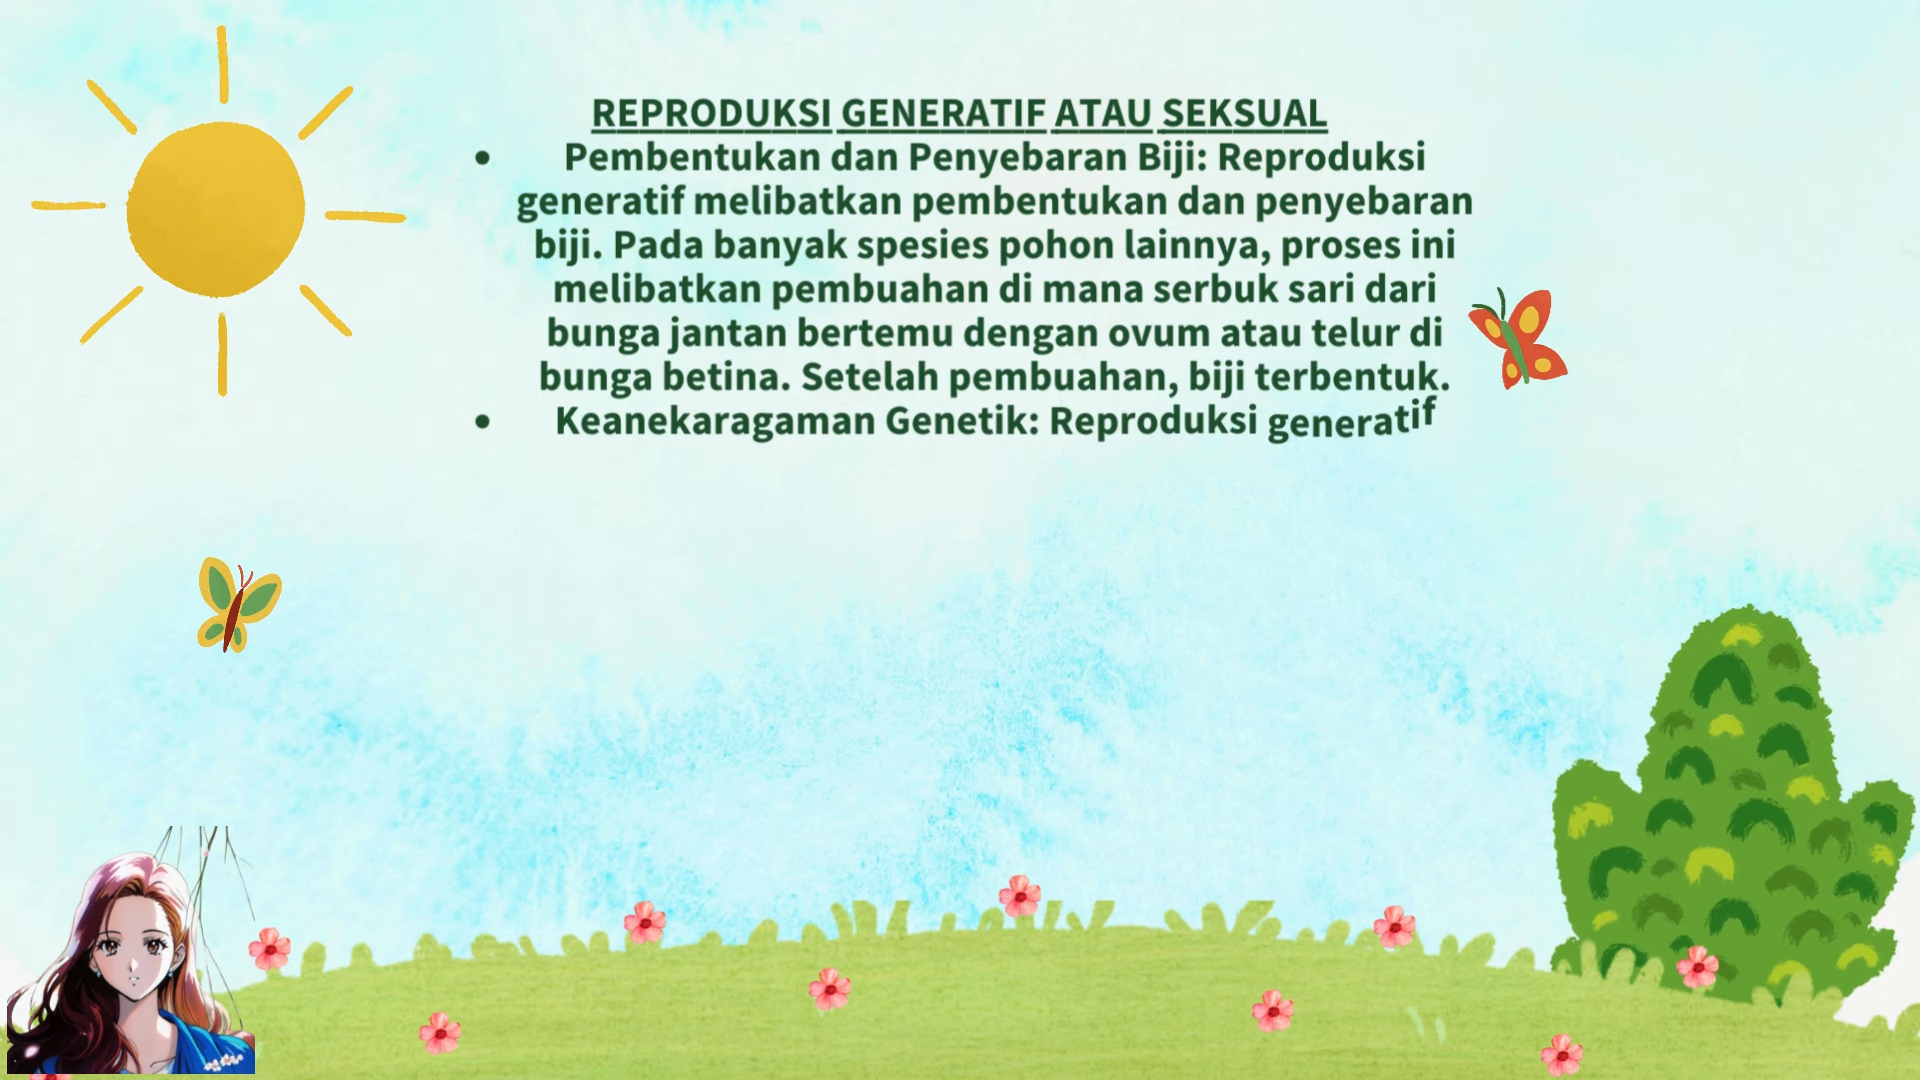 REPRODUKSI GENERATIF ATAU SEKSUAL
• Pembentukan dan Penyebaran Biji: Reproduksi
generatif melibatkan pembentukan dan penyebaran
biji. Pada banyak spesies pohon lainnya, proses ini
melibatkan pembuahan di mana serbuk sari dari
bunga jantan bertemu dengan ovum atau telur di
bunga betina. Setelah pembuahan, biji terbentuk.
• Keanekaragaman Genetik: Reproduksi generatif